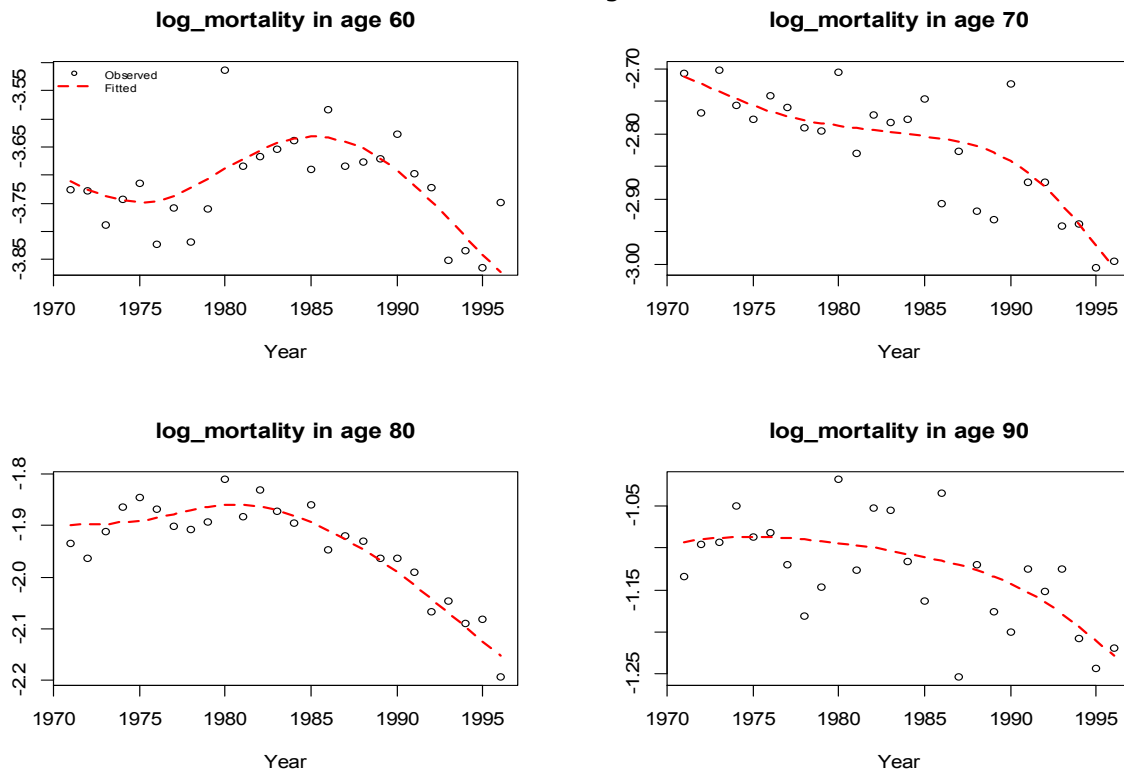 log_mortality in age 60
-3.55
-3.65
-3.75
-3.85
Observed
Fitted
1970 1975 1980 1985 1990 1995
Year
log_mortality in age 70
-2.70
-2.80
-2.90
-3.00
1970 1975 1980 1985 1990 1995
Year
log_mortality in age 80
-1.8
-1.9
-2.0
-2.1
-2.2
1970 1975 1980 1985 1990 1995
Year
log_mortality in age 90
-1.05
-1.15
-1.25
1970 1975 1980 1985 1990 1995
Year